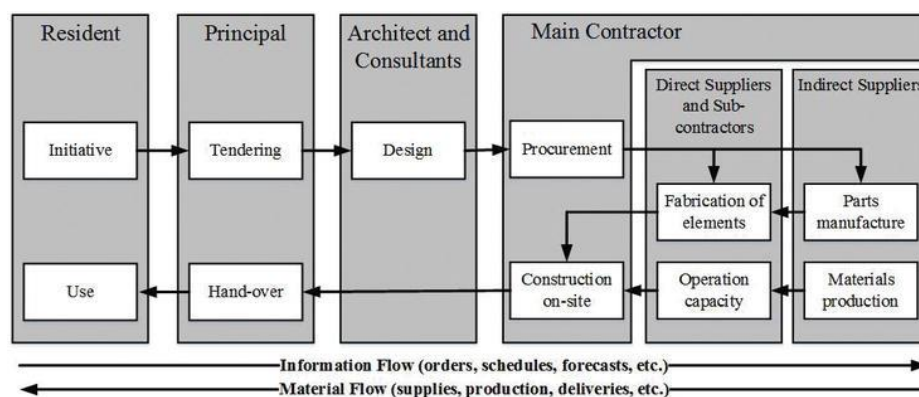 Resident
Principal
Architect and
Consultants
Main Contractor
Direct Suppliers
and Sub-
contractors
Indirect Suppliers
Initiative
Tendering
Design
Procurement
Fabrication of
elements
Parts
manufacture
Use
Hand-over
Construction
on-site
Operation
capacity
Materials
production
Information Flow (orders, schedules, forecasts, etc.)
Material Flow (supplies, production, deliveries, etc.)